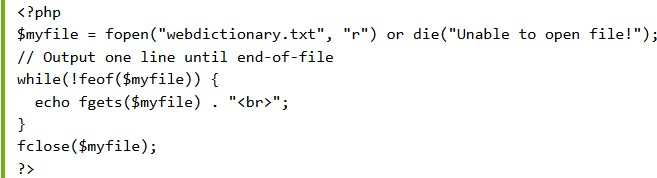 <?php
$myfile = fopen("webdictionary.txt", "r") or die("Unable to open file!");
// Output one line until end-of-file
while(!feof($myfile)) {
  echo fgets($myfile) . "<br>";
}
fclose($myfile);
?>